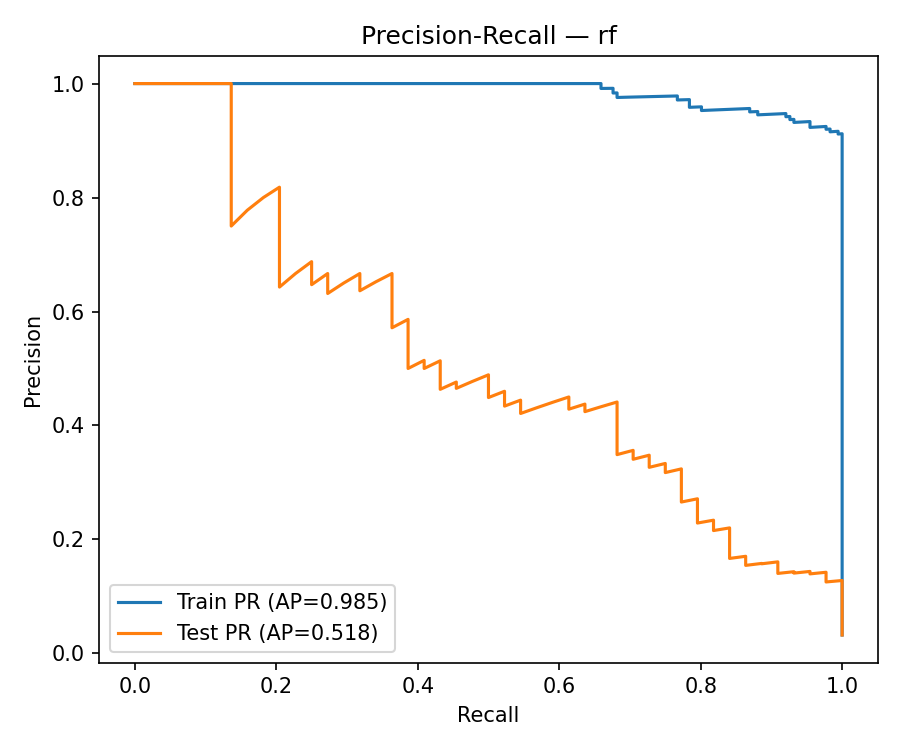 Precision-Recall — rf
Precision
1.0
0.8
0.6
0.4
0.2
0.0
Train PR (AP=0.985)
Test PR (AP=0.518)
0.0 0.2 0.4 0.6 0.8 1.0
Recall